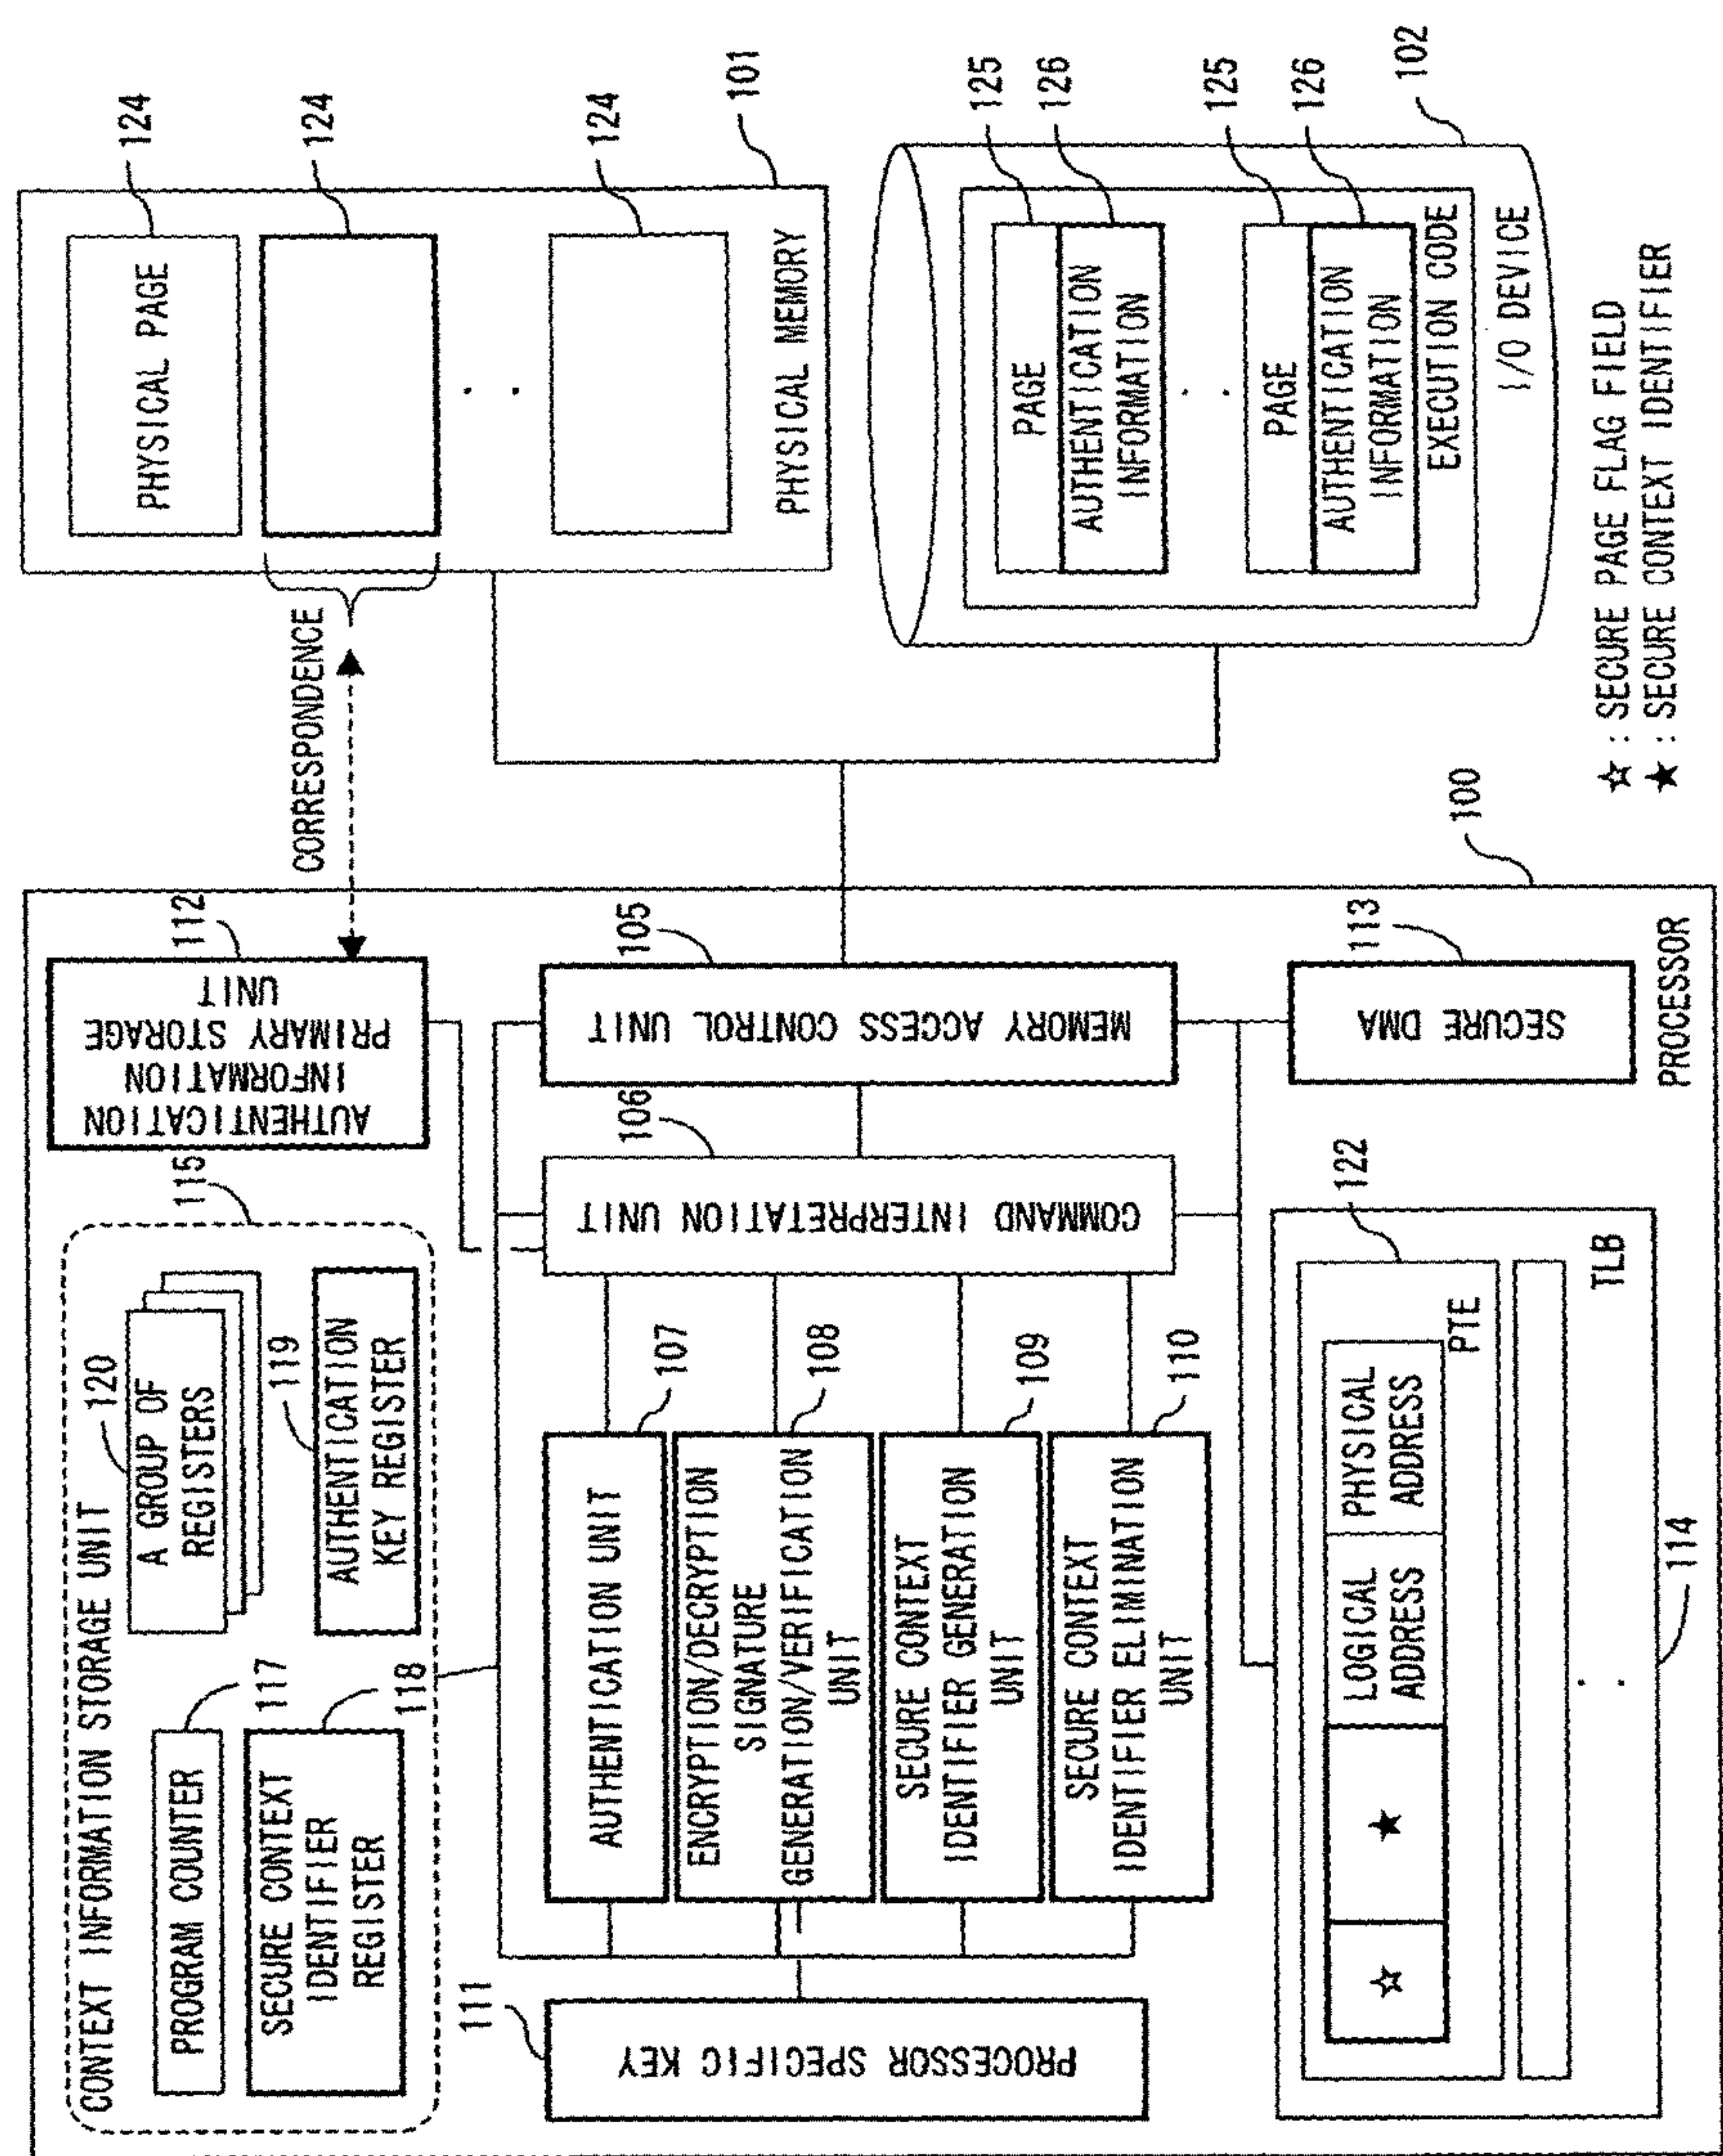 CONTEXT INFORMATION STORAGE UNIT
PROGRAM COUNTER
117
SECURE CONTEXT
IDENTIFIER
REGISTER
118
120
A GROUP OF
REGISTERS
119
AUTHENTICATION
KEY REGISTER
115
AUTHENTICATION
INFORMATION
PRIMARY STORAGE
UNIT
112
CORRESPONDENCE
PHYSICAL PAGE
124
124
124
. .
PHYSICAL MEMORY
101
111
PROCESSOR SPECIFIC KEY
AUTHENTICATION UNIT
107
ENCRYPTION/DECRYPTION
SIGNATURE
GENERATION/VERIFICATION
UNIT
108
SECURE CONTEXT
IDENTIFIER GENERATION
UNIT
109
SECURE CONTEXT
IDENTIFIER ELIMINATION
UNIT
110
106
COMMAND INTERPRETATION UNIT
105
MEMORY ACCESS CONTROL UNIT
☆
★
LOGICAL
ADDRESS
PHYSICAL
ADDRESS
PTE
122
. .
TLB
114
113
SECURE DMA
PROCESSOR
100
PAGE
125
AUTHENTICATION
INFORMATION
126
. .
PAGE
125
AUTHENTICATION
INFORMATION
126
EXECUTION CODE
I/O DEVICE
102
☆ : SECURE PAGE FLAG FIELD
★ : SECURE CONTEXT IDENTIFIER